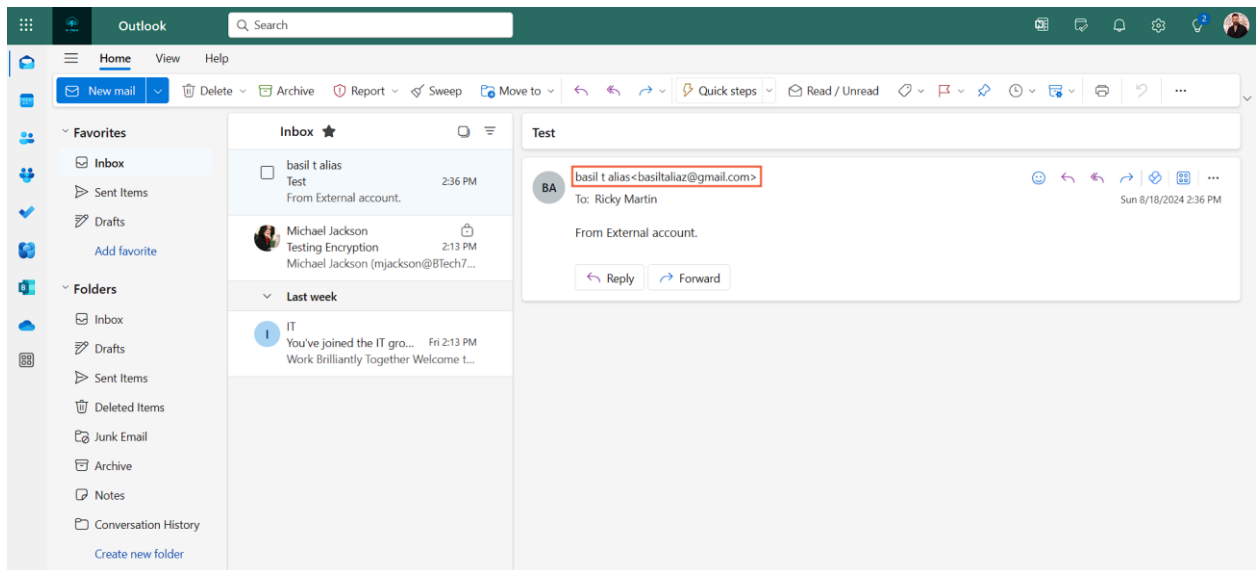 Outlook
Search
2
Home View Help
New mail Delete Archive Report Sweep Move to Quick steps Read / Unread ...
Favorites
Inbox
Sent Items
Drafts
Add favorite
Folders
Inbox
Drafts
Sent Items
Deleted Items
Junk Email
Archive
Notes
Conversation History
Create new folder
Inbox
basil t alias
Test 2:36 PM
From External account.
Michael Jackson
Testing Encryption 2:13 PM
Michael Jackson (mjackson@BTech7...
Last week
I
IT
You've joined the IT gro... Fri 2:13 PM
Work Brilliantly Together Welcome t...
Test
BA
basil t alias<basiltaliaz@gmail.com>
To: Ricky Martin
Sun 8/18/2024 2:36 PM
From External account.
Reply Forward